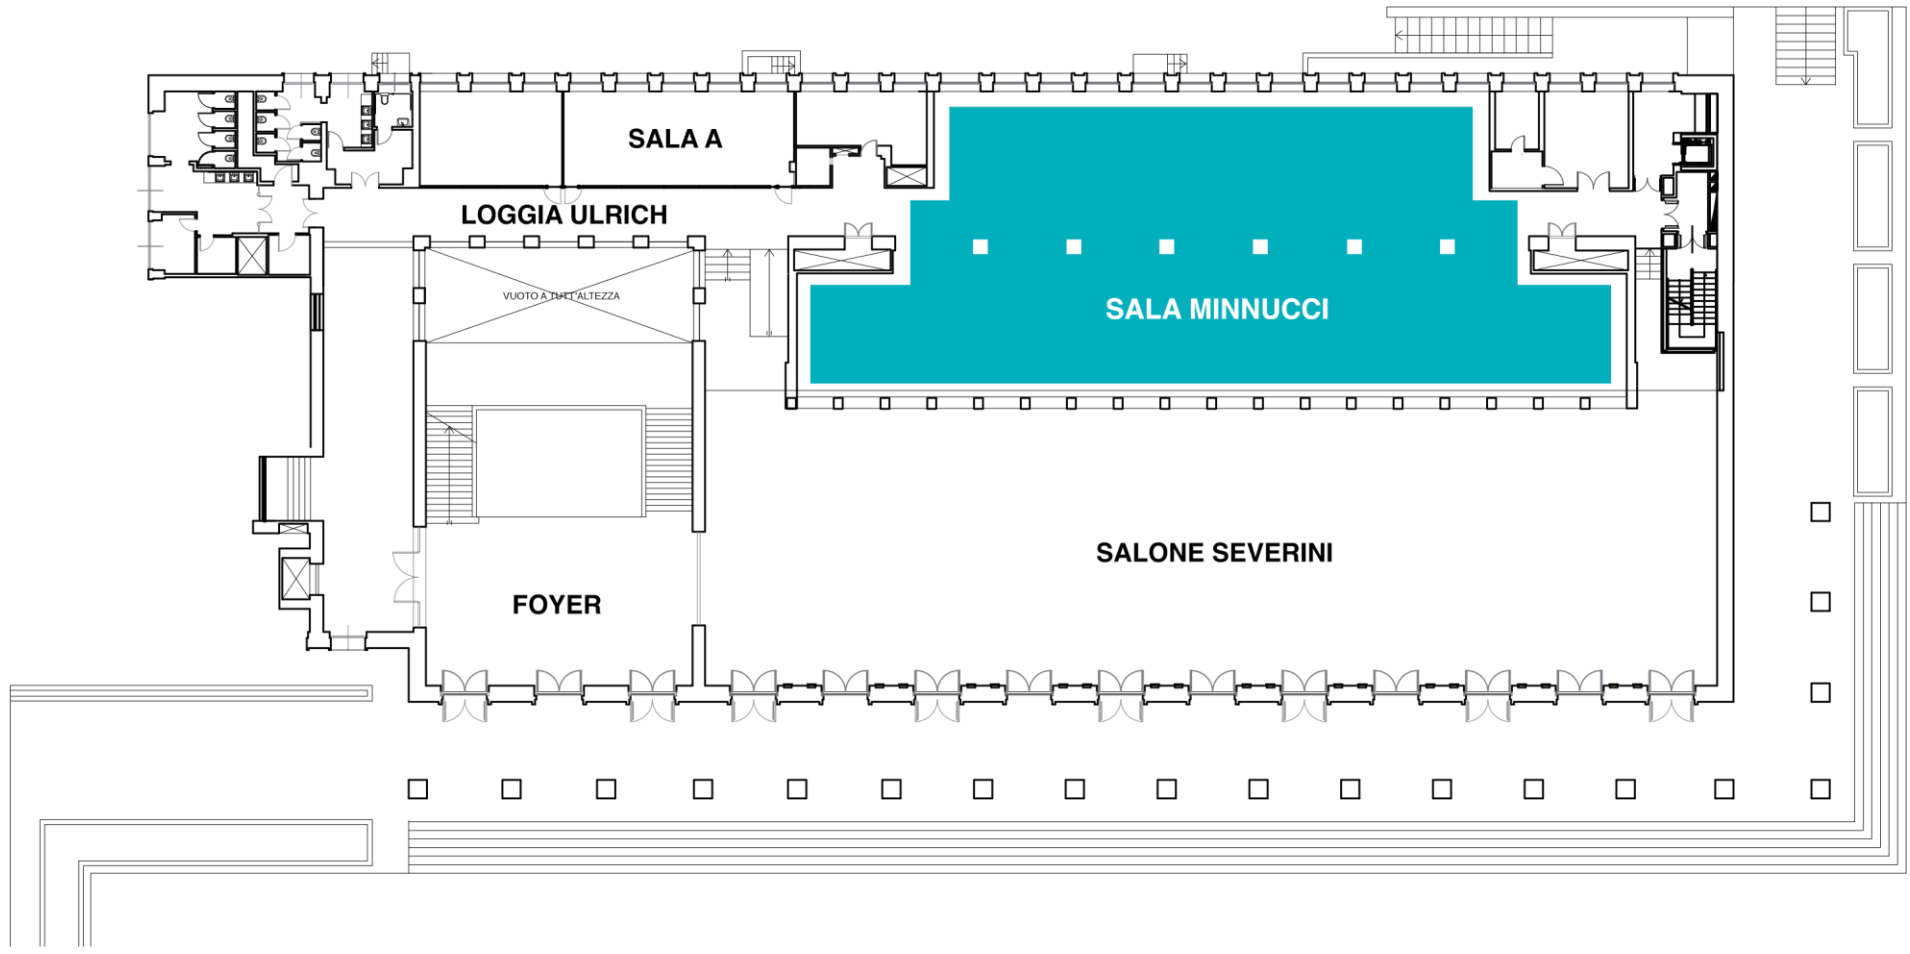 SALA A
LOGGIA ULRICH
VUOTO A TUTT'ALTEZZA
SALA MINNUCCI
SALONE SEVERINI
FOYER